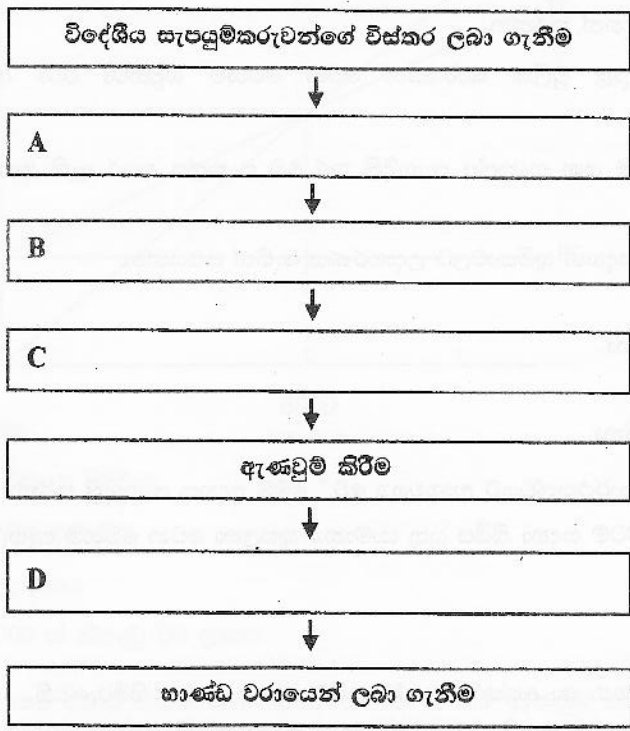 විදේශීය සැපයුම්කරුවන්ගේ විස්තර ලබා ගැනීම
A
B
C
ඇණවුම් කිරීම
D
භාණ්ඩ වරායෙන් ලබා ගැනීම